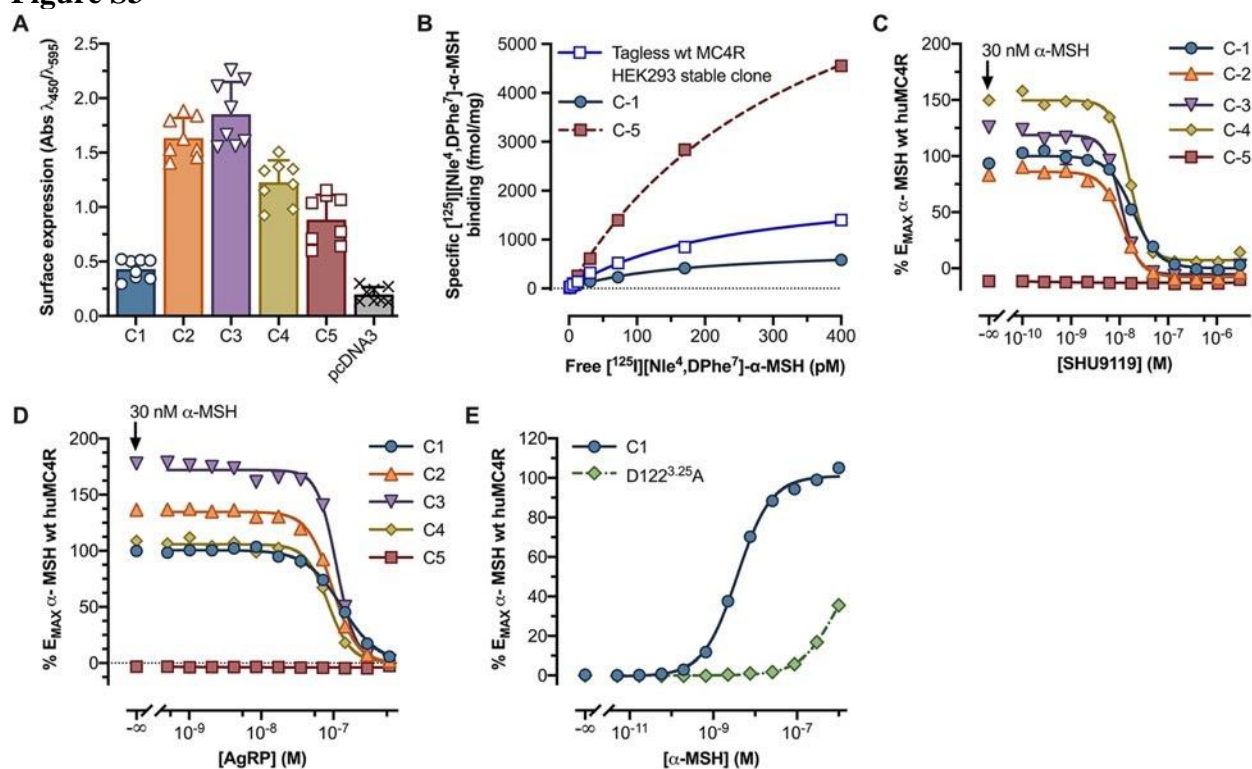 Figure S5
A
Surface expression (Abs λ450/λ-595)
2.5
2.0
1.5
1.0
0.5
0.0
C1 C2 C3 C4 C5 pcDNA3
B
Specific [¹²⁵I][Nle⁴,DPhe⁷]-α-MSH
binding (fmol/mg)
5000
4000
3000
2000
1000
0
Tagless wt MC4R
HEK293 stable clone
C-1
C-5
0 100 200 300 400
Free [¹²⁵I][Nle⁴,DPhe⁷]-α-MSH (pM)
C
% EMAX α- MSH wt huMC4R
200
150
100
50
0
30 nM α-MSH
C-1
C-2
C-3
C-4
C-5
-∞ 10⁻¹⁰ 10⁻⁹ 10⁻⁸ 10⁻⁷ 10⁻⁶
[SHU9119] (M)
D
% EMAX α- MSH wt huMC4R
200
150
100
50
0
30 nM α-MSH
C1
C2
C3
C4
C5
-∞ 10⁻⁹ 10⁻⁸ 10⁻⁷
[AgRP] (M)
E
% EMAX α- MSH wt huMC4R
120
100
80
60
40
20
0
C1
D122³·²⁵A
-∞ 10⁻¹¹ 10⁻⁹ 10⁻⁷
[α-MSH] (M)